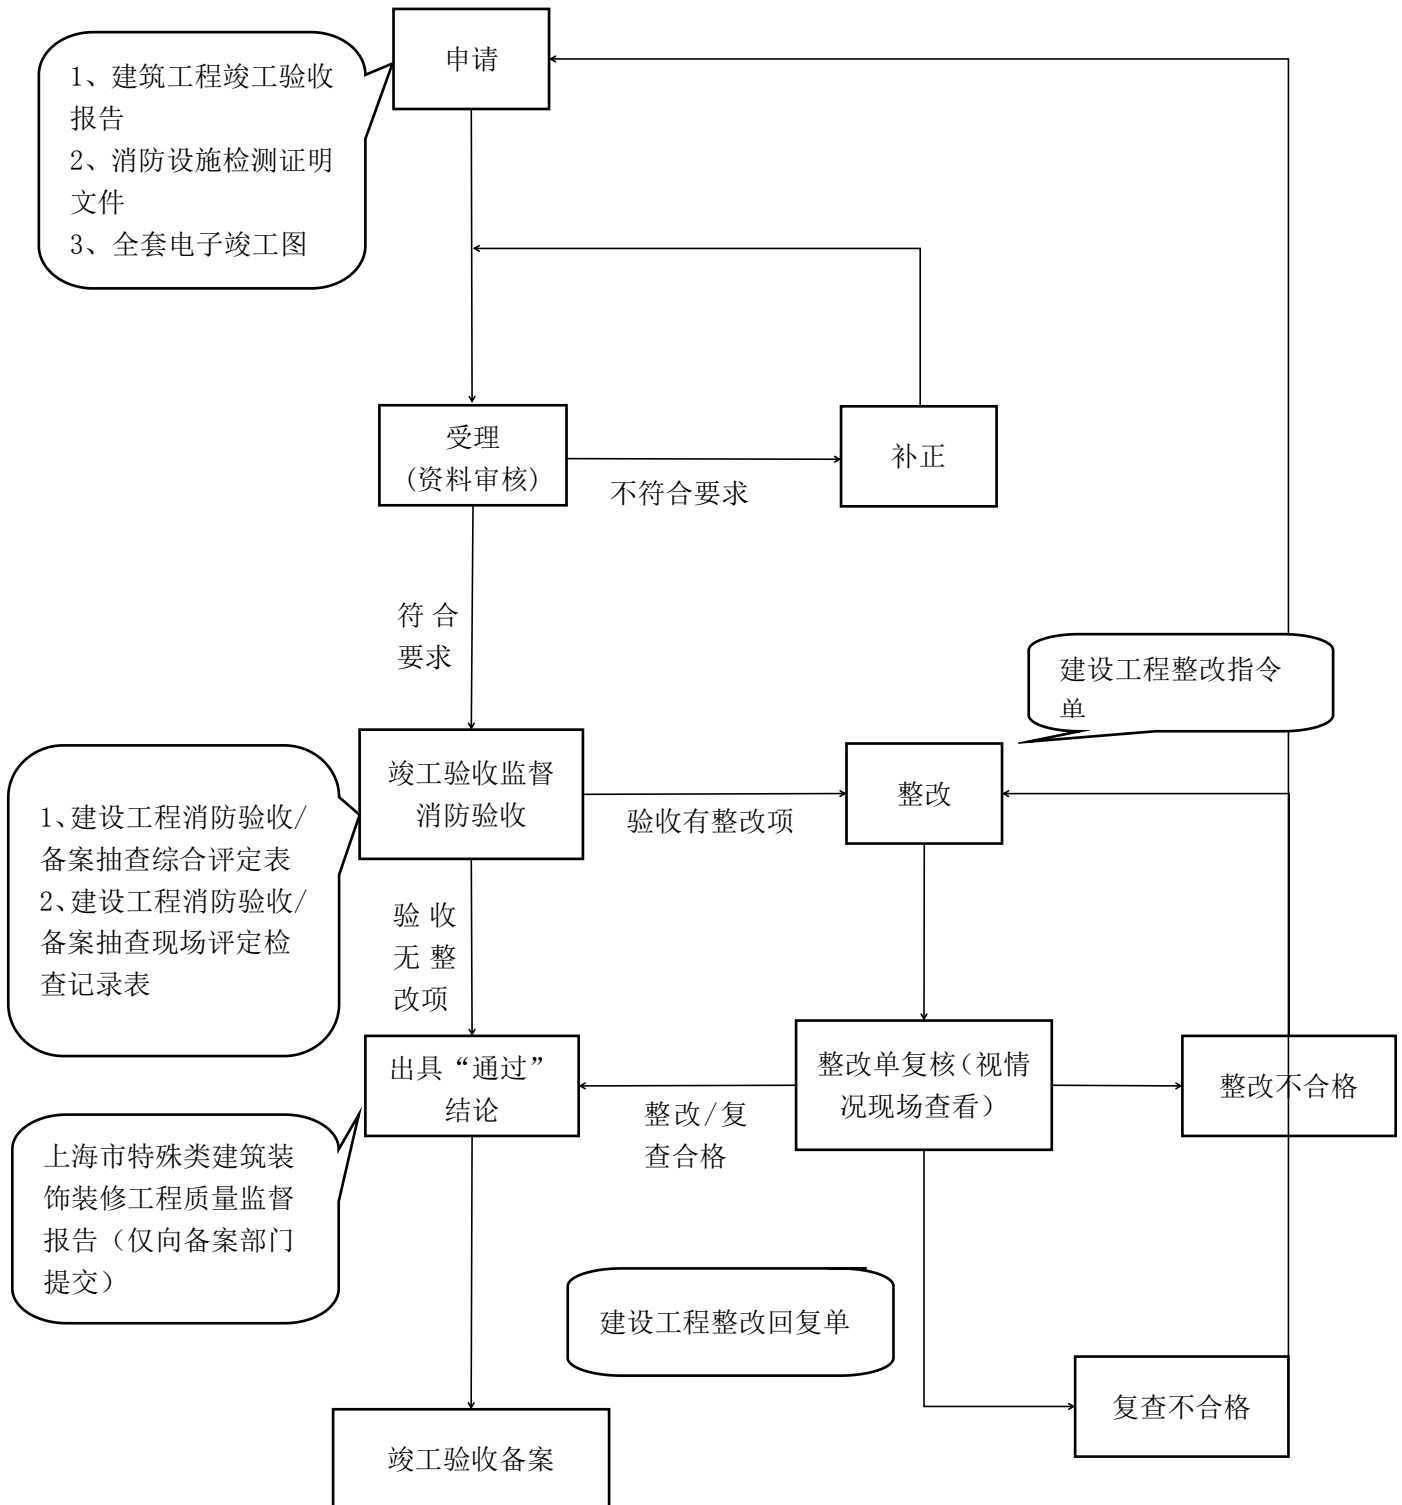 申请
1、建筑工程竣工验收
报告
2、消防设施检测证明
文件
3、全套电子竣工图
受理
(资料审核)
不符合要求
补正
符 合
要求
建设工程整改指令
单
竣工验收监督
消防验收
验收有整改项
整改
1、建设工程消防验收/
备案抽查综合评定表
2、建设工程消防验收/
备案抽查现场评定检
查记录表
验 收
无 整
改项
出具“通过”
结论
整改/复
查合格
整改单复核（视情
况现场查看）
整改不合格
上海市特殊类建筑装
饰装修工程质量监督
报告（仅向备案部门
提交）
建设工程整改回复单
复查不合格
竣工验收备案